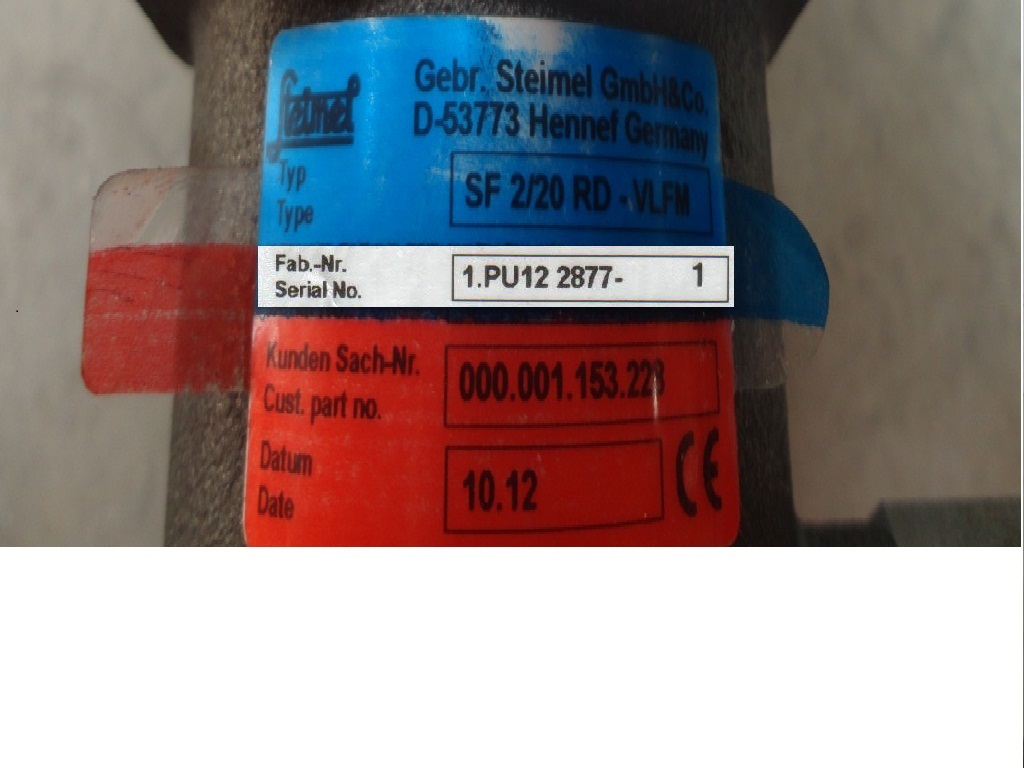 Steimel
Gebr. Steimel GmbH&Co.
D-53773 Hennef Germany
Typ
Type
SF 2/20 RD - VLFM
Fab.-Nr.
Serial No.
1.PU12 2877- 1
Kunden Sach-Nr.
Cust. part no.
000.001.153.228
Datum
Date
10.12
CE